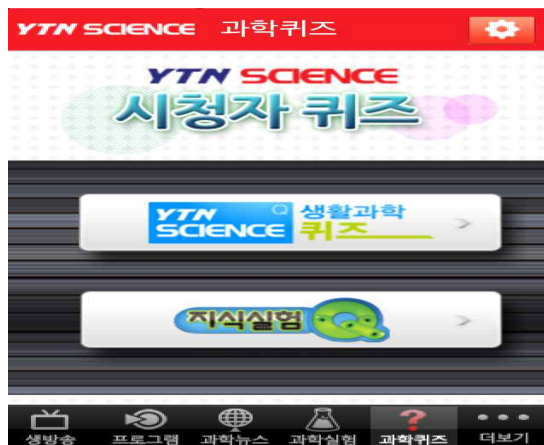 YTN SCIENCE 과학퀴즈
YTN SCIENCE
시청자 퀴즈
YTN SCIENCE 생활과학 퀴즈
지식실험 Q
생방송 프로그램 과학뉴스 과학실험 과학퀴즈 더보기